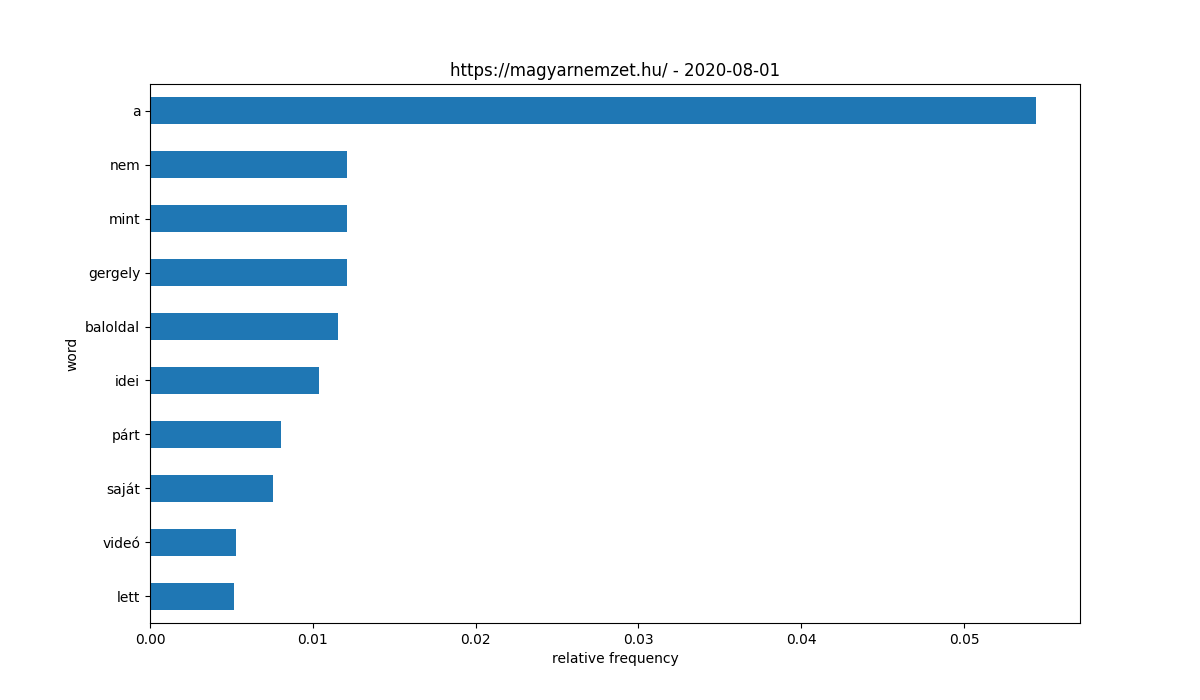 https://magyarnemzet.hu/ - 2020-08-01
a
nem
mint
gergely
baloldal
idei
párt
saját
videó
lett
word
0.00 0.01 0.02 0.03 0.04 0.05
relative frequency